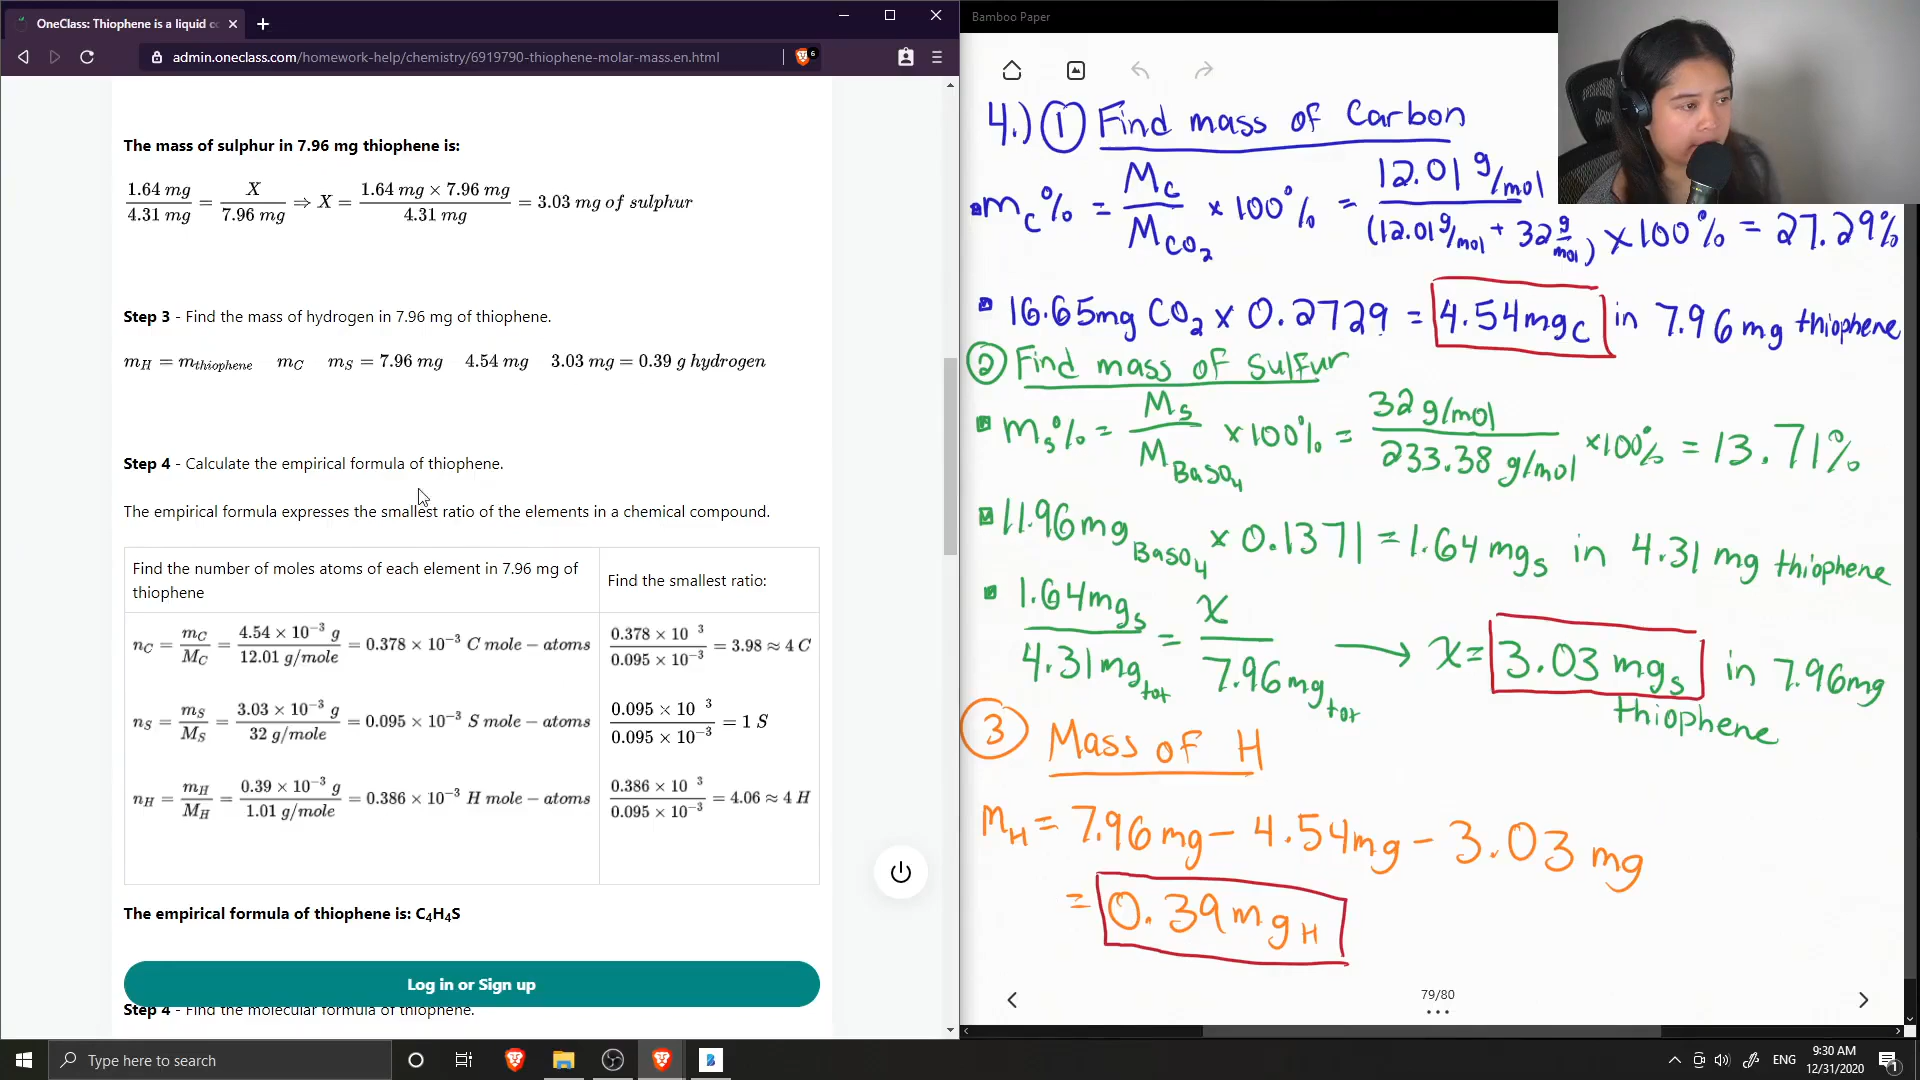 OneClass: Thiophene is a liquid c
admin.oneclass.com/homework-help/chemistry/6919790-thiophene-molar-mass.en.html
6
The mass of sulphur in 7.96 mg thiophene is:
1.64 mg / 4.31 mg = X / 7.96 mg ⇒ X = 1.64 mg × 7.96 mg / 4.31 mg = 3.03 mg of sulphur
Step 3 - Find the mass of hydrogen in 7.96 mg of thiophene.
m_H = m_thiophene m_C m_S = 7.96 mg 4.54 mg 3.03 mg = 0.39 g hydrogen
Step 4 - Calculate the empirical formula of thiophene.
The empirical formula expresses the smallest ratio of the elements in a chemical compound.
Find the number of moles atoms of each element in 7.96 mg of
thiophene
Find the smallest ratio:
n_C = m_C / M_C = 4.54 × 10⁻³ g / 12.01 g/mole = 0.378 × 10⁻³ C mole − atoms
0.378 × 10 ³ / 0.095 × 10⁻³ = 3.98 ≈ 4 C
n_S = m_S / M_S = 3.03 × 10⁻³ g / 32 g/mole = 0.095 × 10⁻³ S mole − atoms
0.095 × 10 ³ / 0.095 × 10⁻³ = 1 S
n_H = m_H / M_H = 0.39 × 10⁻³ g / 1.01 g/mole = 0.386 × 10⁻³ H mole − atoms
0.386 × 10 ³ / 0.095 × 10⁻³ = 4.06 ≈ 4 H
The empirical formula of thiophene is: C₄H₄S
Log in or Sign up
Step 4 - Find the molecular formula of thiophene.
Bamboo Paper
4.) ① Find mass of Carbon
m_C% = M_C / M_CO₂ × 100% = 12.01 g/mol / (12.01 g/mol + 32 g/mol) × 100% = 27.29%
16.65mg CO₂ × 0.2729 = 4.54mg_C in 7.96 mg thiophene
② Find mass of Sulfur
m_s% = M_s / M_BaSO₄ × 100% = 32 g/mol / 233.38 g/mol × 100% = 13.71%
11.96mg_BaSO₄ × 0.1371 = 1.64 mg_s in 4.31 mg thiophene
1.64mg_s / 4.31mg_tot = x / 7.96mg_tot → x = 3.03 mg_s in 7.96mg
thiophene
③ Mass of H
m_H = 7.96 mg − 4.54mg − 3.03 mg
= 0.39mg_H
79/80
Type here to search
ENG
9:30 AM
12/31/2020
1